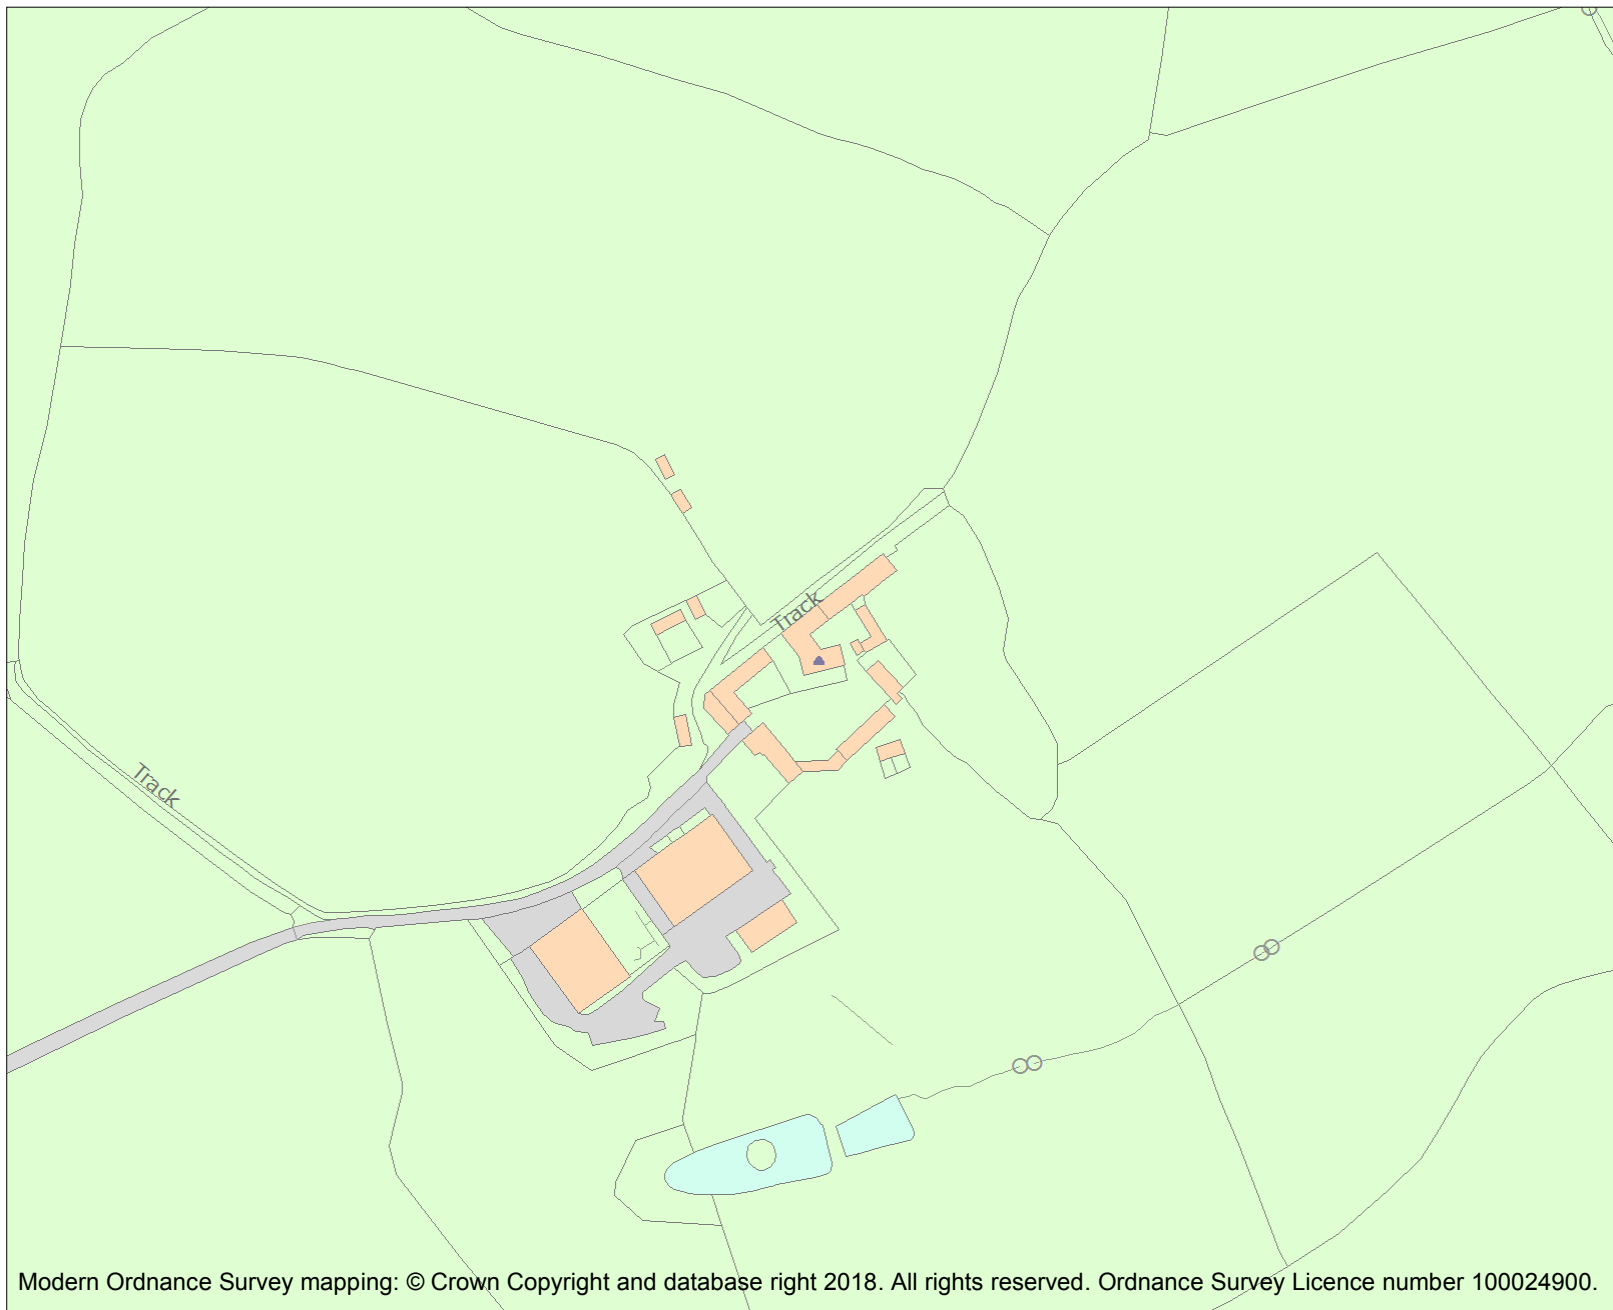 Track
Track
Modern Ordnance Survey mapping: © Crown Copyright and database right 2018. All rights reserved. Ordnance Survey Licence number 100024900.